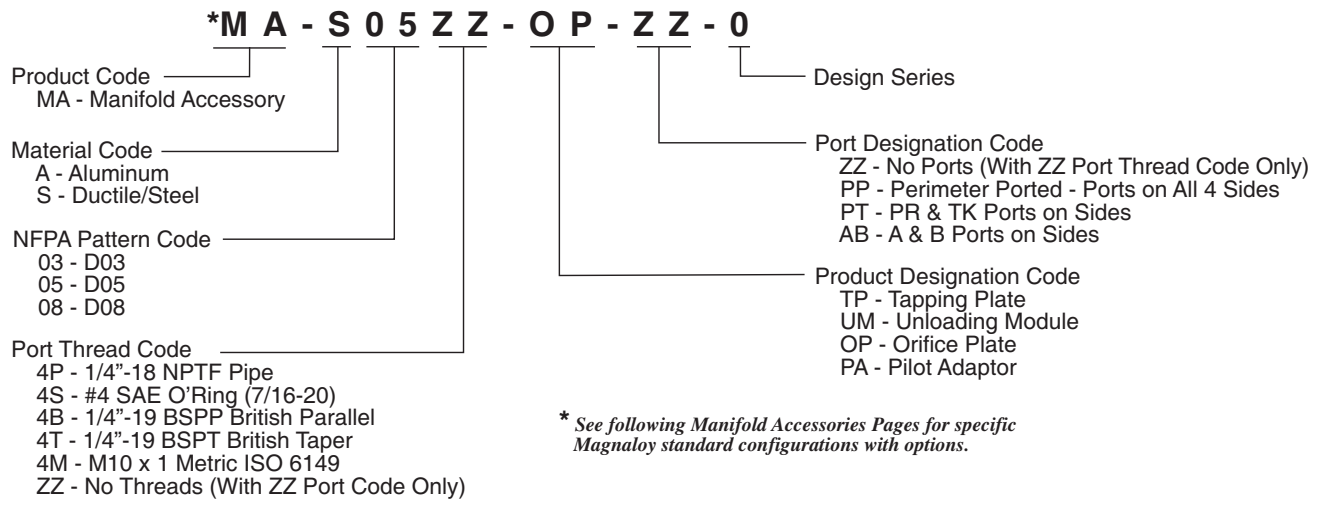 *MA-S05ZZ-OP-ZZ-0
Product Code
MA - Manifold Accessory
Material Code
A - Aluminum
S - Ductile/Steel
NFPA Pattern Code
03 - D03
05 - D05
08 - D08
Port Thread Code
4P - 1/4”-18 NPTF Pipe
4S - #4 SAE O’Ring (7/16-20)
4B - 1/4”-19 BSPP British Parallel
4T - 1/4”-19 BSPT British Taper
4M - M10 x 1 Metric ISO 6149
ZZ - No Threads (With ZZ Port Code Only)
Design Series
Port Designation Code
ZZ - No Ports (With ZZ Port Thread Code Only)
PP - Perimeter Ported - Ports on All 4 Sides
PT - PR & TK Ports on Sides
AB - A & B Ports on Sides
Product Designation Code
TP - Tapping Plate
UM - Unloading Module
OP - Orifice Plate
PA - Pilot Adaptor
* See following Manifold Accessories Pages for specific
Magnaloy standard configurations with options.